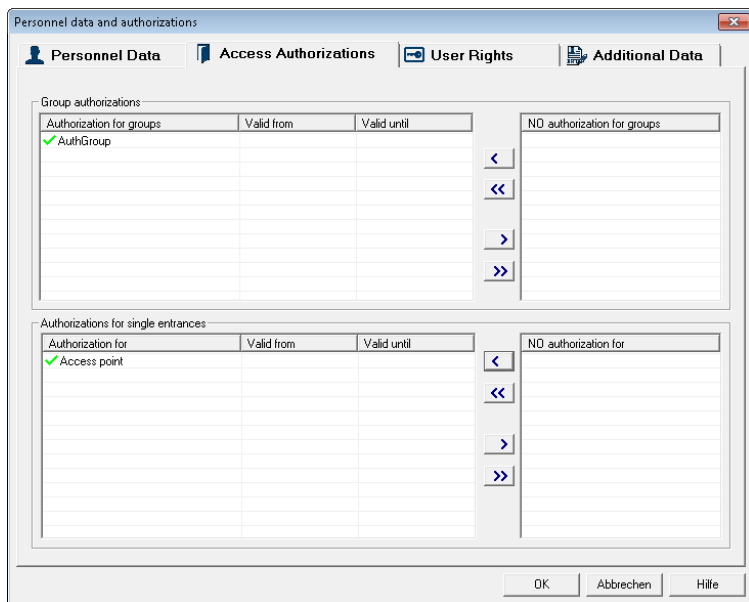 Personnel data and authorizations
Personnel Data Access Authorizations User Rights Additional Data
Group authorizations
Authorization for groups Valid from Valid until NO authorization for groups
AuthGroup
<
<<
>
>>
Authorizations for single entrances
Authorization for Valid from Valid until NO authorization for
Access point
<
<<
>
>>
OK Abbrechen Hilfe